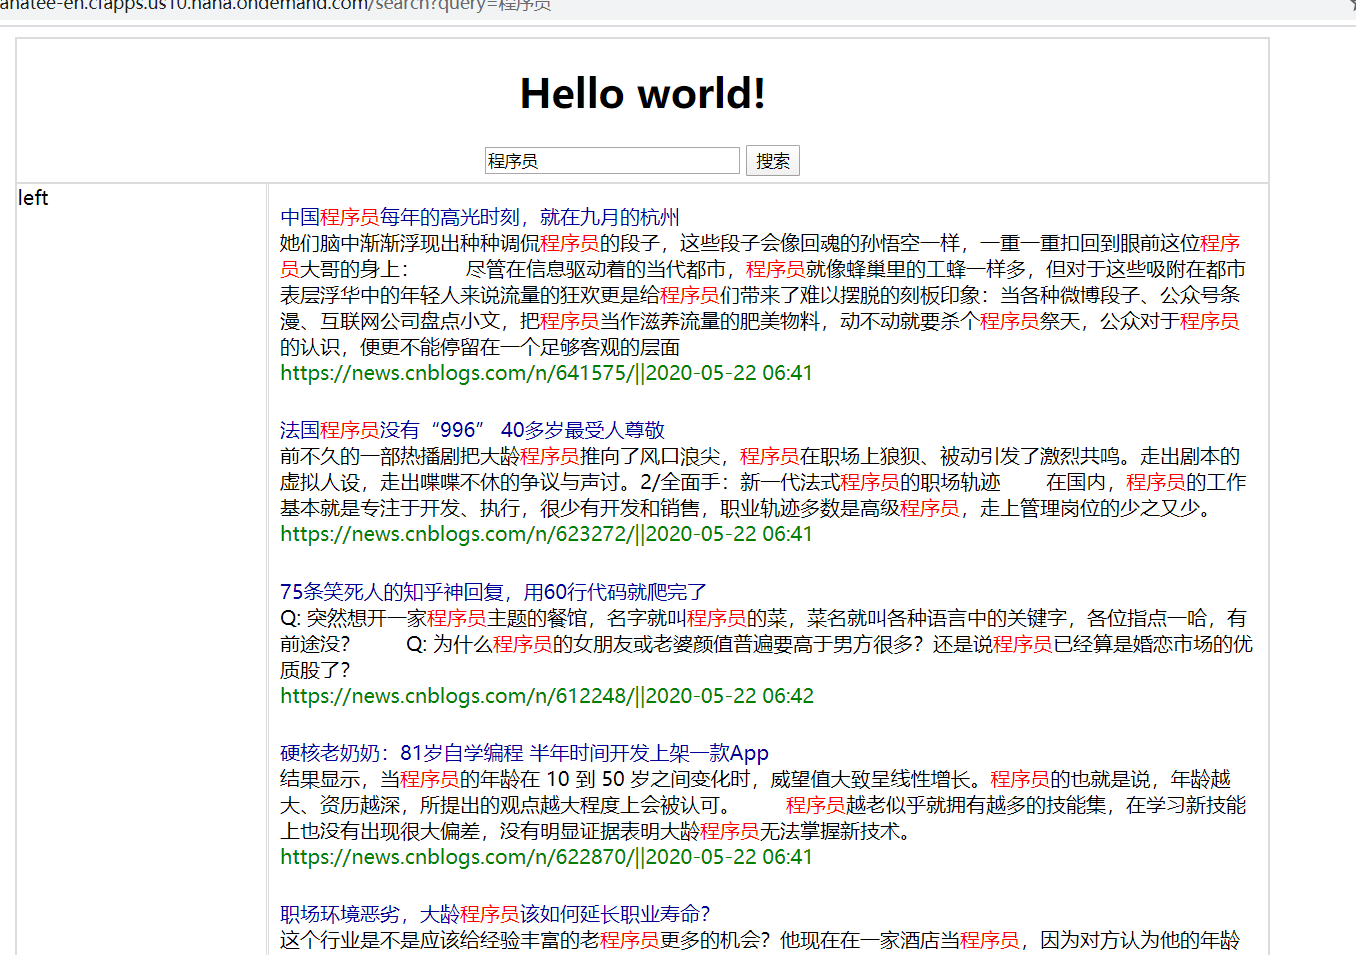 anatee-en.cfapps.us10.hana.ondemand.com/search?query=程序员
Hello world!
程序员 搜索
left
中国程序员每年的高光时刻，就在九月的杭州
她们脑中渐渐浮现出种种调侃程序员的段子，这些段子会像回魂的孙悟空一样，一重一重扣回到眼前这位程序
员大哥的身上： 尽管在信息驱动着的当代都市，程序员就像蜂巢里的工蜂一样多，但对于这些吸附在都市
表层浮华中的年轻人来说流量的狂欢更是给程序员们带来了难以摆脱的刻板印象：当各种微博段子、公众号条
漫、互联网公司盘点小文，把程序员当作滋养流量的肥美物料，动不动就要杀个程序员祭天，公众对于程序员
的认识，便更不能停留在一个足够客观的层面
https://news.cnblogs.com/n/641575/||2020-05-22 06:41
法国程序员没有“996” 40多岁最受人尊敬
前不久的一部热播剧把大龄程序员推向了风口浪尖，程序员在职场上狼狈、被动引发了激烈共鸣。走出剧本的
虚拟人设，走出喋喋不休的争议与声讨。2/全面手：新一代法式程序员的职场轨迹 在国内，程序员的工作
基本就是专注于开发、执行，很少有开发和销售，职业轨迹多数是高级程序员，走上管理岗位的少之又少。
https://news.cnblogs.com/n/623272/||2020-05-22 06:41
75条笑死人的知乎神回复，用60行代码就爬完了
Q: 突然想开一家程序员主题的餐馆，名字就叫程序员的菜，菜名就叫各种语言中的关键字，各位指点一哈，有
前途没？ Q: 为什么程序员的女朋友或老婆颜值普遍要高于男方很多？还是说程序员已经算是婚恋市场的优
质股了？
https://news.cnblogs.com/n/612248/||2020-05-22 06:42
硬核老奶奶：81岁自学编程 半年时间开发上架一款App
结果显示，当程序员的年龄在 10 到 50 岁之间变化时，威望值大致呈线性增长。程序员的也就是说，年龄越
大、资历越深，所提出的观点越大程度上会被认可。 程序员越老似乎就拥有越多的技能集，在学习新技能
上也没有出现很大偏差，没有明显证据表明大龄程序员无法掌握新技术。
https://news.cnblogs.com/n/622870/||2020-05-22 06:41
职场环境恶劣，大龄程序员该如何延长职业寿命？
这个行业是不是应该给经验丰富的老程序员更多的机会？他现在在一家酒店当程序员，因为对方认为他的年龄